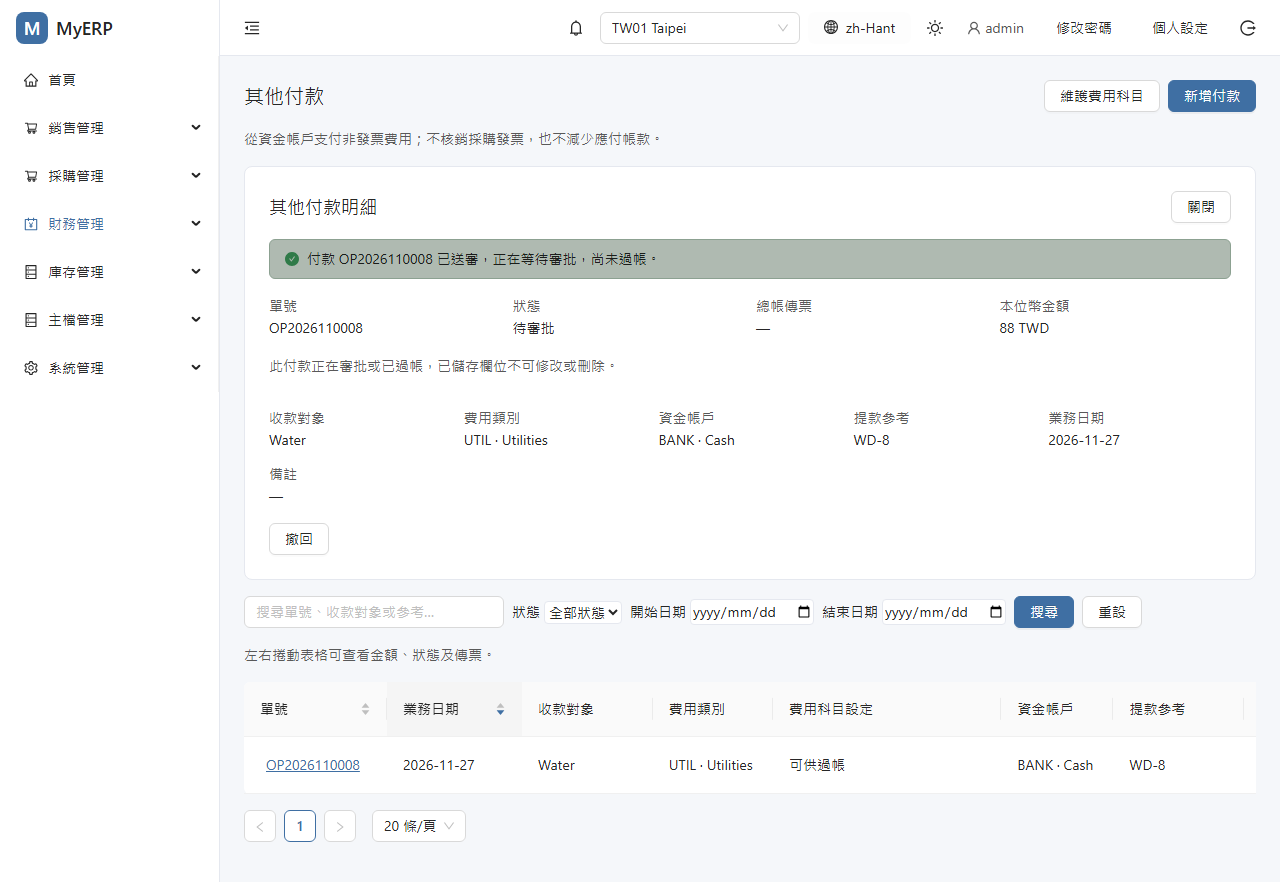 M MyERP
TW01 Taipei
zh-Hant
admin
修改密碼
個人設定
首頁
銷售管理
採購管理
財務管理
庫存管理
主檔管理
系統管理
其他付款
維護費用科目
新增付款
從資金帳戶支付非發票費用；不核銷採購發票，也不減少應付帳款。
其他付款明細
關閉
付款 OP2026110008 已送審，正在等待審批，尚未過帳。
單號 狀態 總帳傳票 本位幣金額
OP2026110008 待審批 — 88 TWD
此付款正在審批或已過帳，已儲存欄位不可修改或刪除。
收款對象 費用類別 資金帳戶 提款參考 業務日期
Water UTIL · Utilities BANK · Cash WD-8 2026-11-27
備註
—
撤回
搜尋單號、收款對象或參考... 狀態 全部狀態 開始日期 yyyy/mm/dd 結束日期 yyyy/mm/dd 搜尋 重設
左右捲動表格可查看金額、狀態及傳票。
單號 業務日期 收款對象 費用類別 費用科目設定 資金帳戶 提款參考
OP2026110008 2026-11-27 Water UTIL · Utilities 可供過帳 BANK · Cash WD-8
< 1 > 20 條/頁